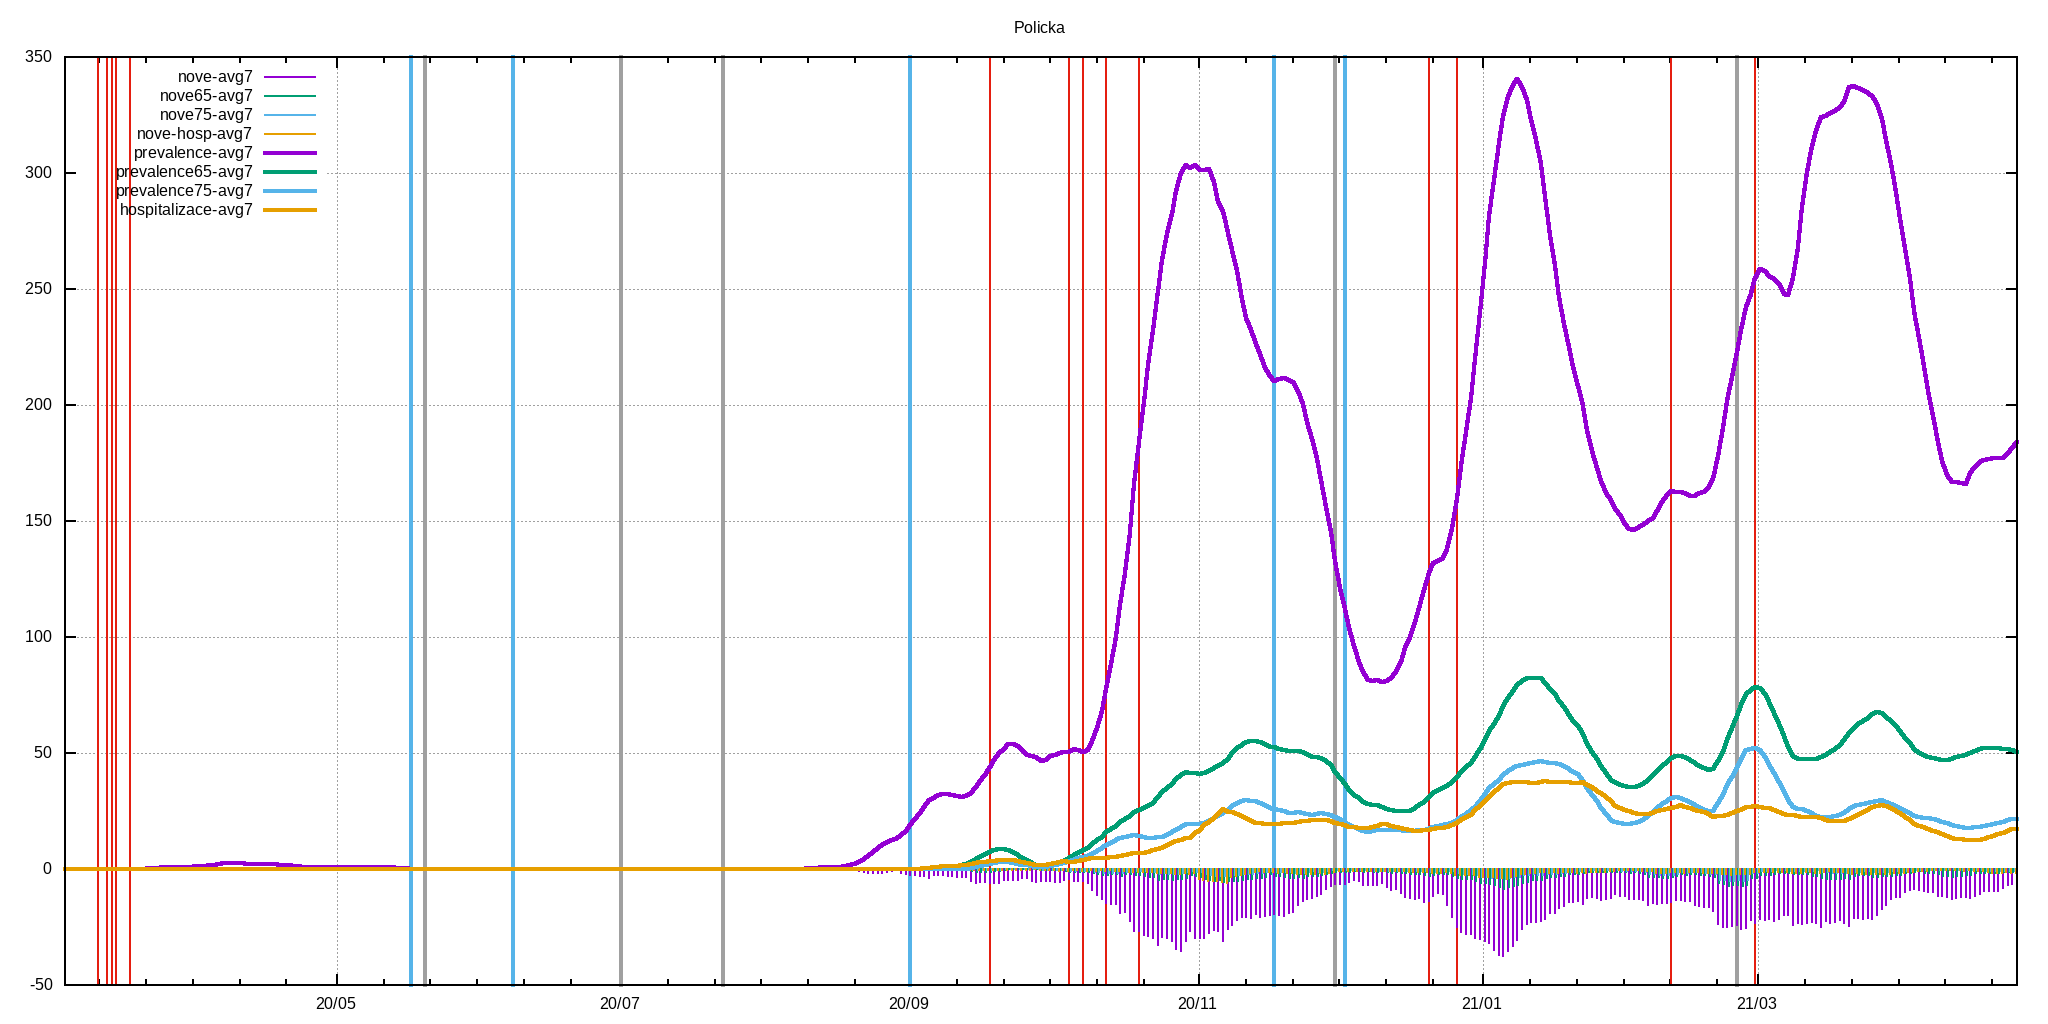 Policka
350
300
250
200
150
100
50
0
-50
nove-avg7
nove65-avg7
nove75-avg7
nove-hosp-avg7
prevalence-avg7
prevalence65-avg7
prevalence75-avg7
hospitalizace-avg7
20/05
20/07
20/09
20/11
21/01
21/03